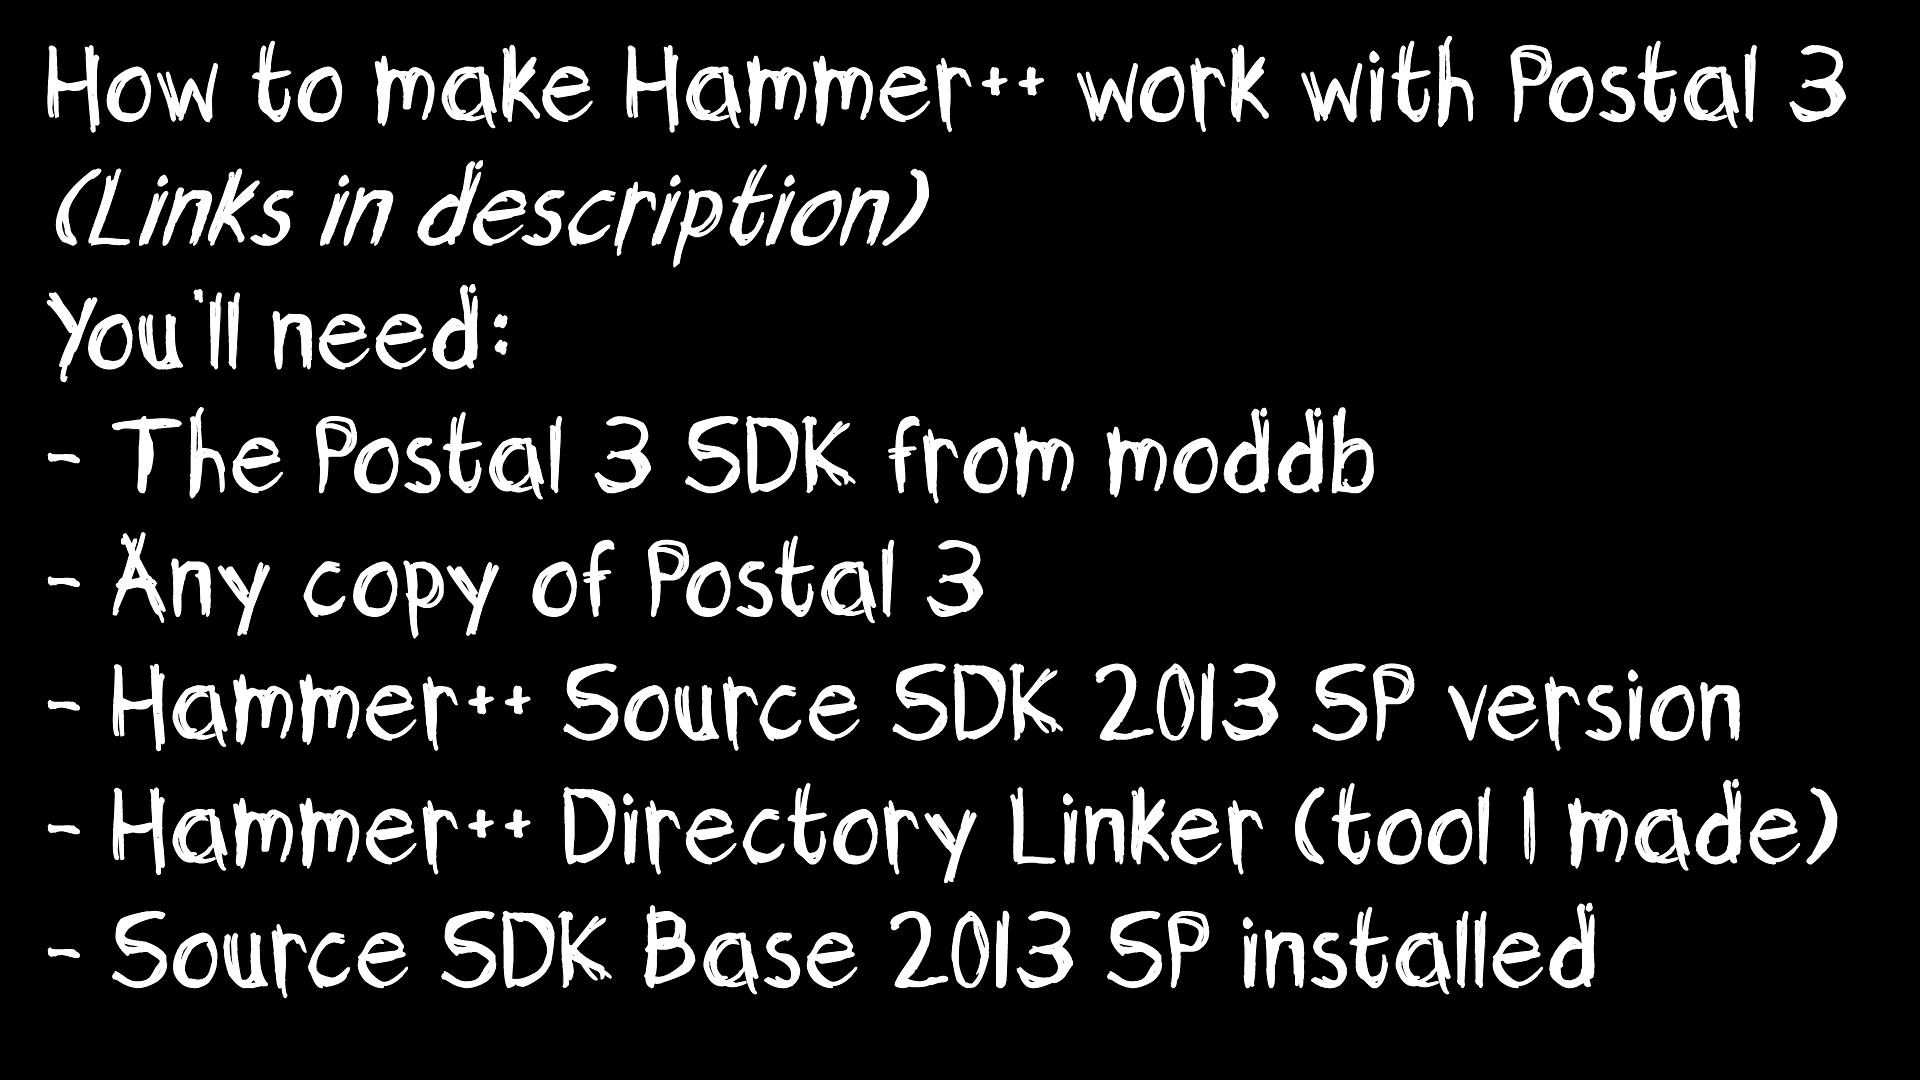 How to make Hammer++ work with Postal 3
(Links in description)
You'll need:
- The Postal 3 SDK from moddb
- Any copy of Postal 3
- Hammer++ Source SDK 2013 SP version
- Hammer++ Directory Linker (tool I made)
- Source SDK Base 2013 SP installed